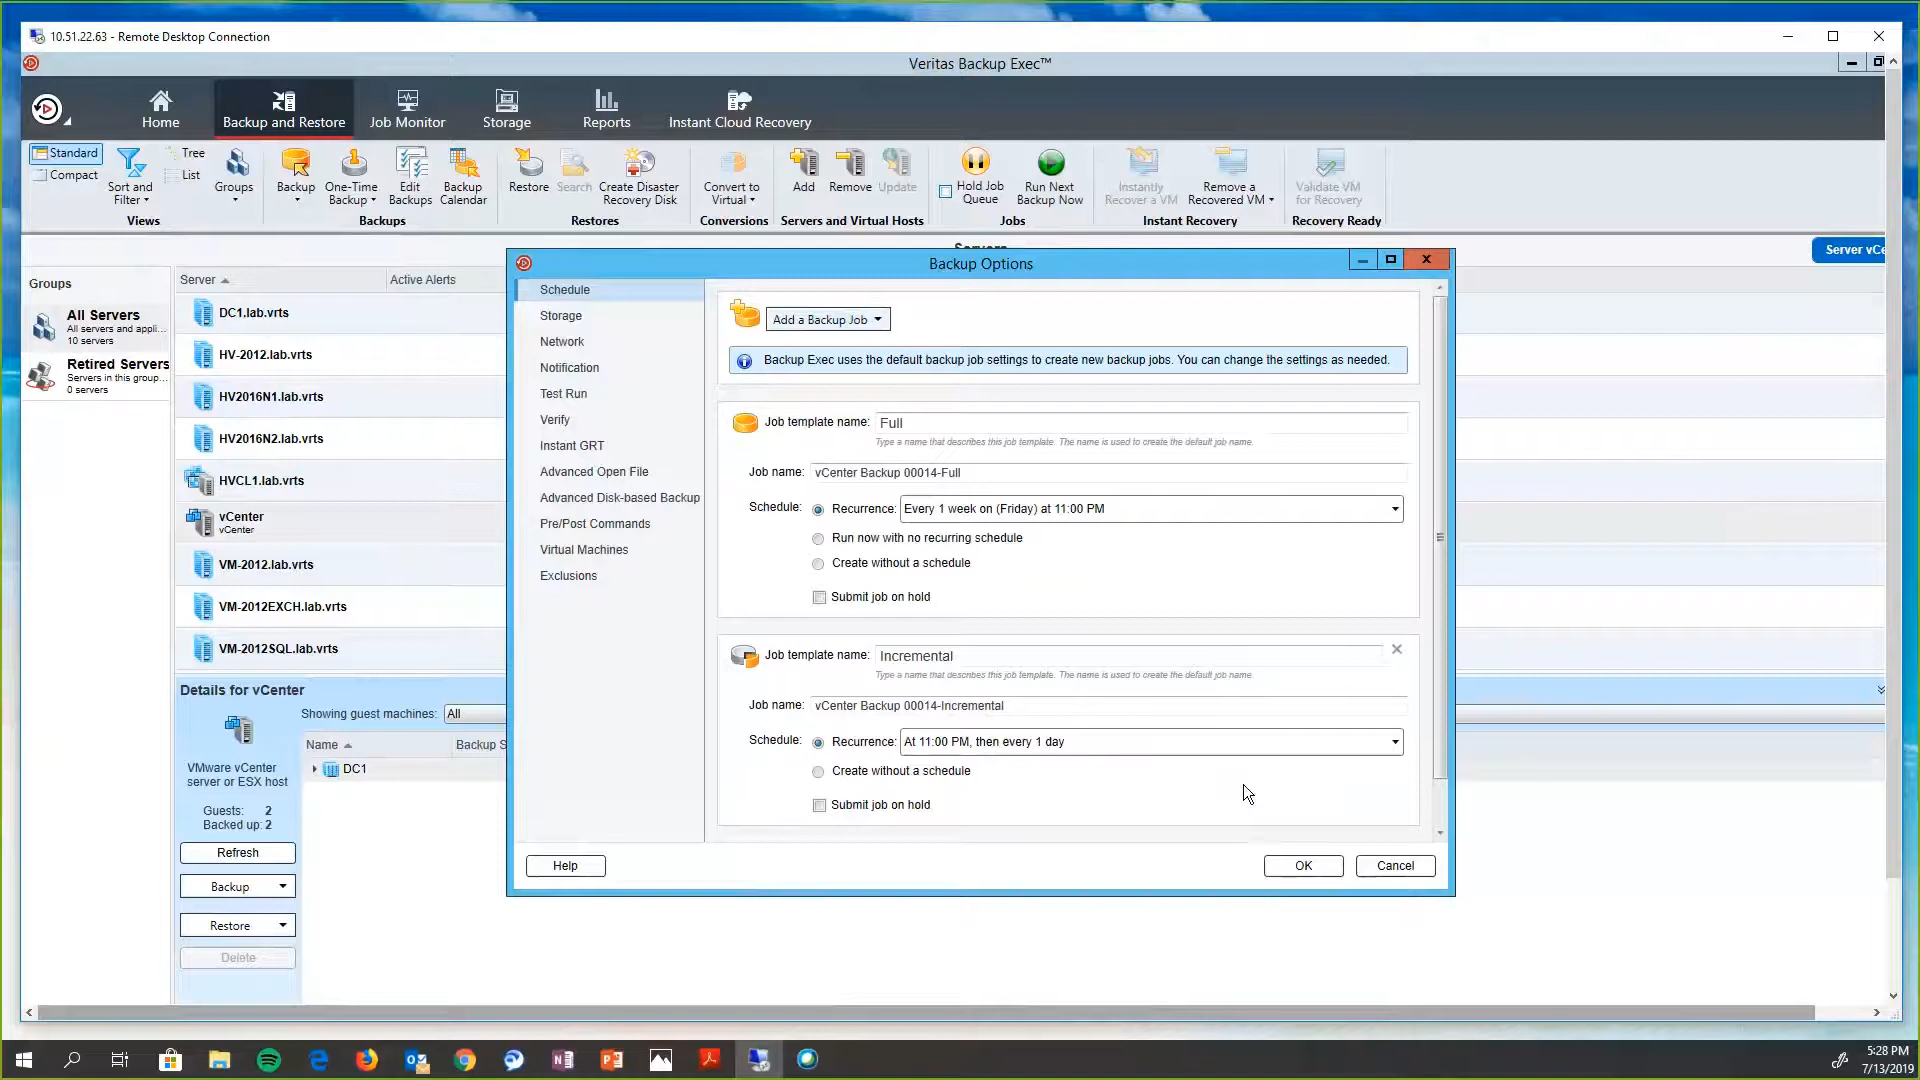 10.51.22.63 - Remote Desktop Connection
Veritas Backup Exec™
Home
Backup and Restore
Job Monitor
Storage
Reports
Instant Cloud Recovery
Standard
Compact
Sort and Filter
Tree
List
Groups
Views
Backup
One-Time Backup
Edit Backups
Backup Calendar
Backups
Restore
Search
Create Disaster Recovery Disk
Restores
Convert to Virtual
Conversions
Add
Remove
Update
Servers and Virtual Hosts
Hold Job Queue
Run Next Backup Now
Jobs
Instantly Recover a VM
Remove a Recovered VM
Instant Recovery
Validate VM for Recovery
Recovery Ready
Servers
Server vCe
Groups
All Servers
All servers and appli...
10 servers
Retired Servers
Servers in this group...
0 servers
Server
Active Alerts
DC1.lab.vrts
HV-2012.lab.vrts
HV2016N1.lab.vrts
HV2016N2.lab.vrts
HVCL1.lab.vrts
vCenter
vCenter
VM-2012.lab.vrts
VM-2012EXCH.lab.vrts
VM-2012SQL.lab.vrts
Details for vCenter
Showing guest machines: All
Name
Backup S
DC1
VMware vCenter
server or ESX host
Guests: 2
Backed up: 2
Refresh
Backup
Restore
Delete
Backup Options
Schedule
Storage
Network
Notification
Test Run
Verify
Instant GRT
Advanced Open File
Advanced Disk-based Backup
Pre/Post Commands
Virtual Machines
Exclusions
Add a Backup Job
Backup Exec uses the default backup job settings to create new backup jobs. You can change the settings as needed.
Job template name: Full
Type a name that describes this job template. The name is used to create the default job name.
Job name: vCenter Backup 00014-Full
Schedule: Recurrence: Every 1 week on (Friday) at 11:00 PM
Run now with no recurring schedule
Create without a schedule
Submit job on hold
Job template name: Incremental
Type a name that describes this job template. The name is used to create the default job name.
Job name: vCenter Backup 00014-Incremental
Schedule: Recurrence: At 11:00 PM, then every 1 day
Create without a schedule
Submit job on hold
Help
OK
Cancel
5:28 PM
7/13/2019